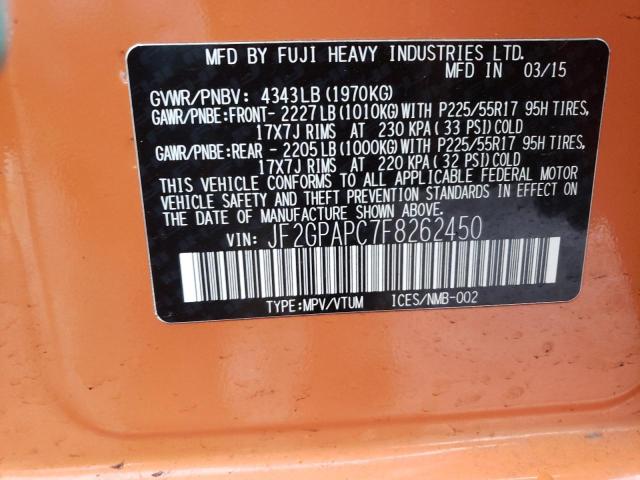 MFD BY FUJI HEAVY INDUSTRIES LTD.
MFD IN 03/15
GVWR/PNBV: 4343LB (1970KG)
GAWR/PNBE:FRONT- 2227LB (1010KG) WITH P225/55R17 95H TIRES,
17X7J RIMS AT 230 KPA (33 PSI) COLD
GAWR/PNBE:REAR - 2205LB (1000KG) WITH P225/55R17 95H TIRES,
17X7J RIMS AT 220 KPA (32 PSI) COLD
THIS VEHICLE CONFORMS TO ALL APPLICABLE FEDERAL MOTOR
VEHICLE SAFETY AND THEFT PREVENTION STANDARDS IN EFFECT ON
THE DATE OF MANUFACTURE SHOWN ABOVE.
VIN: JF2GPAPC7F8262450
TYPE:MPV/VTUM ICES/NMB-002